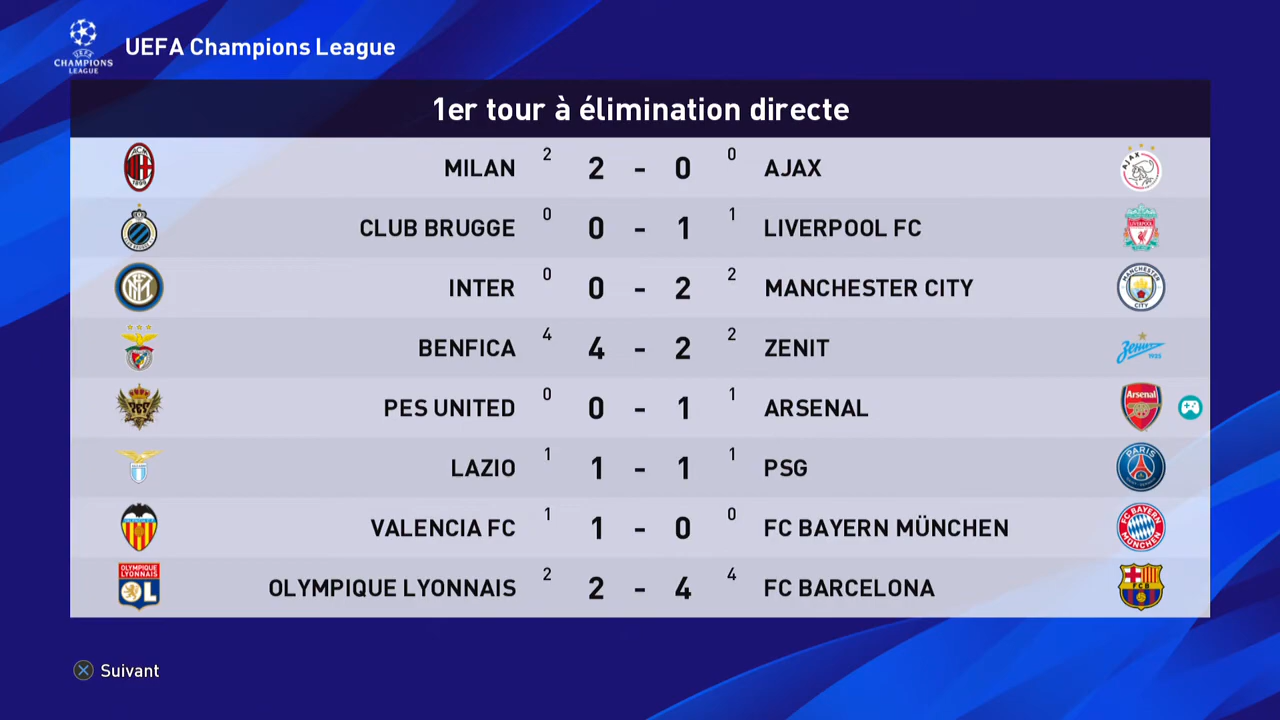 UEFA Champions League
UEFA
CHAMPIONS
LEAGUE
1er tour à élimination directe
MILAN 2 2 - 0 0 AJAX
CLUB BRUGGE 0 0 - 1 1 LIVERPOOL FC
INTER 0 0 - 2 2 MANCHESTER CITY
BENFICA 4 4 - 2 2 ZENIT
PES UNITED 0 0 - 1 1 ARSENAL
LAZIO 1 1 - 1 1 PSG
VALENCIA FC 1 1 - 0 0 FC BAYERN MÜNCHEN
OLYMPIQUE LYONNAIS 2 2 - 4 4 FC BARCELONA
Suivant